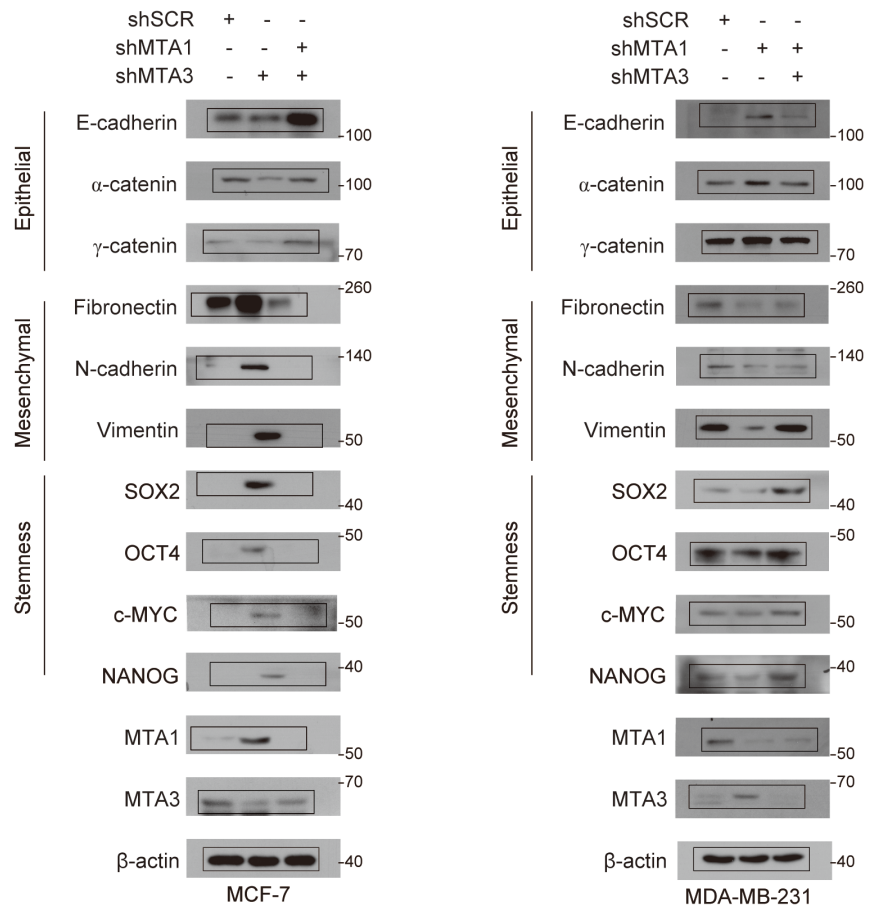 shSCR + - -
shMTA1 - - +
shMTA3 - + +
Epithelial
E-cadherin -100
α-catenin -100
γ-catenin -70
Mesenchymal
Fibronectin -260
N-cadherin -140
Vimentin -50
Stemness
SOX2 -40
OCT4 -50
c-MYC -50
NANOG -40
MTA1 -50
MTA3 -70
β-actin -40
MCF-7
shSCR + - -
shMTA1 - + +
shMTA3 - - +
Epithelial
E-cadherin -100
α-catenin -100
γ-catenin -70
Mesenchymal
Fibronectin -260
N-cadherin -140
Vimentin -50
Stemness
SOX2 -40
OCT4 -50
c-MYC -50
NANOG -40
MTA1 -50
MTA3 -70
β-actin -40
MDA-MB-231